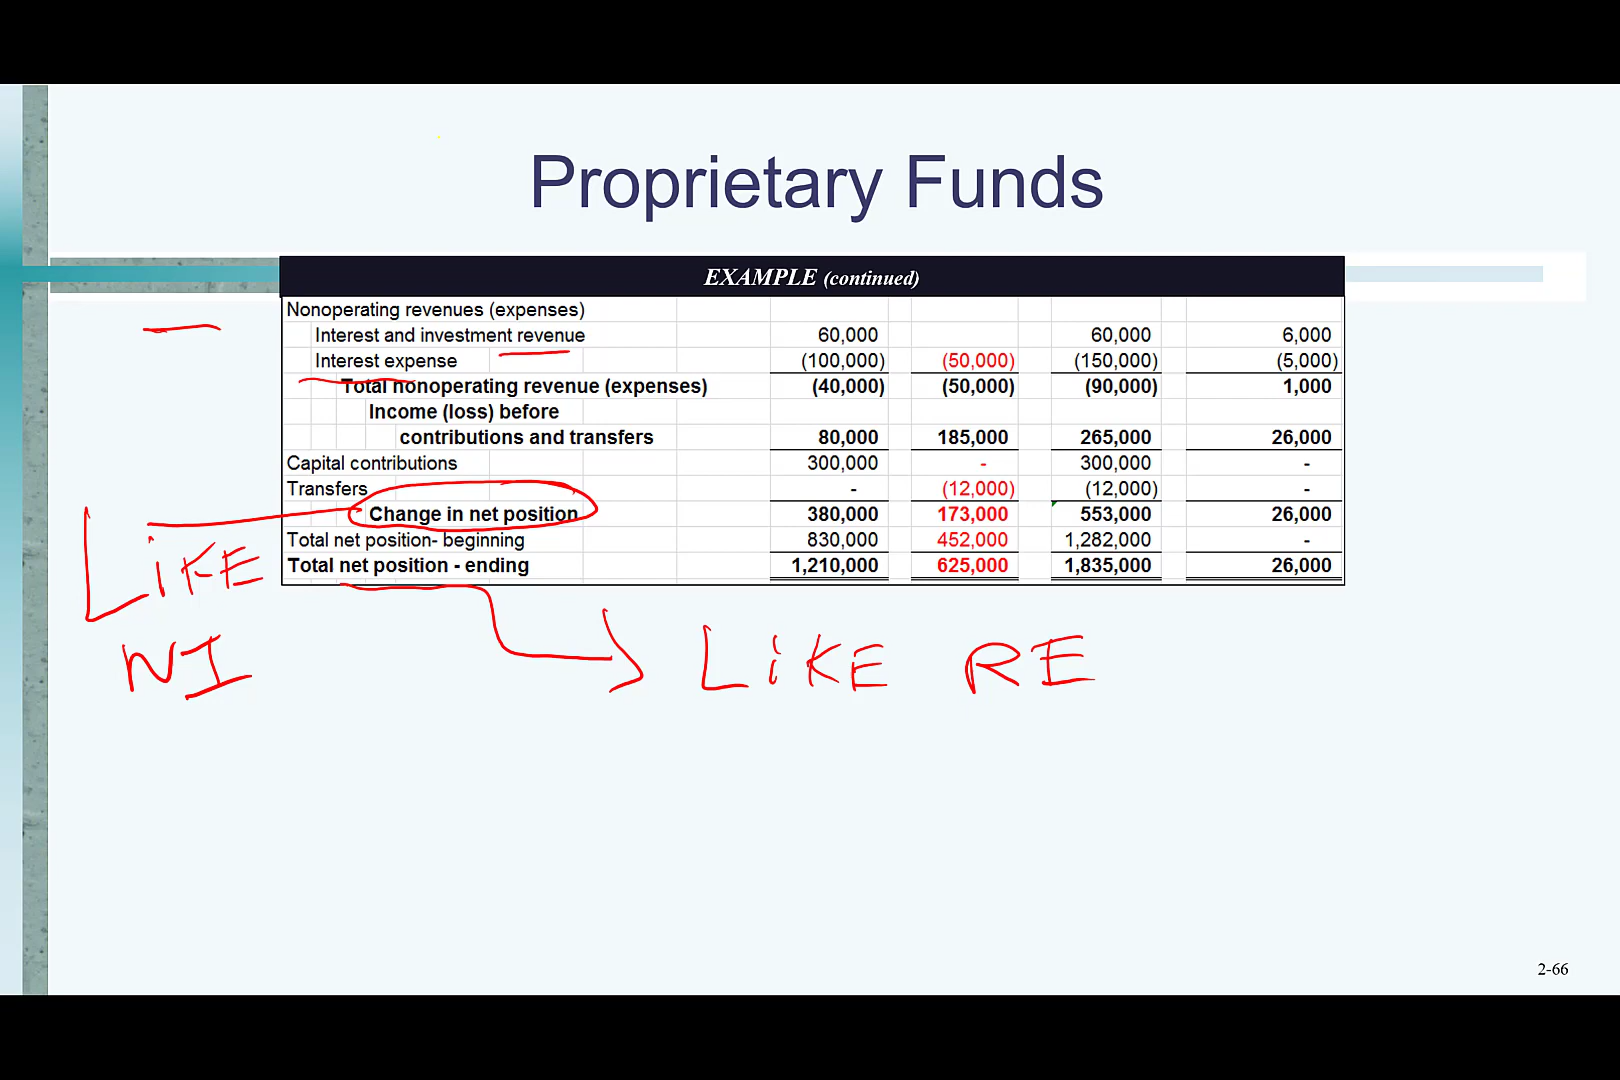 Proprietary Funds
EXAMPLE (continued)
Nonoperating revenues (expenses)
Interest and investment revenue 60,000 60,000 6,000
Interest expense (100,000) (50,000) (150,000) (5,000)
Total nonoperating revenue (expenses) (40,000) (50,000) (90,000) 1,000
Income (loss) before
contributions and transfers 80,000 185,000 265,000 26,000
Capital contributions 300,000 - 300,000 -
Transfers - (12,000) (12,000) -
Change in net position 380,000 173,000 553,000 26,000
Total net position- beginning 830,000 452,000 1,282,000 -
Total net position - ending 1,210,000 625,000 1,835,000 26,000
LiKE
NI
LiKE RE
2-66